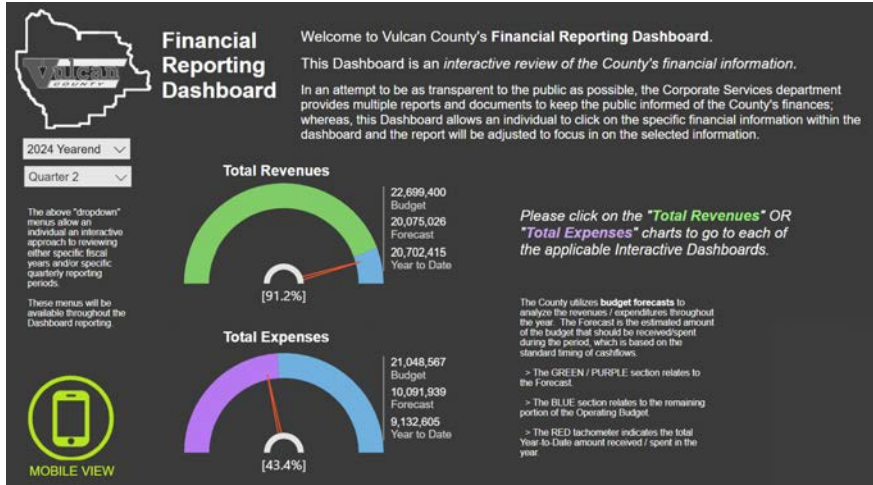 Vulcan
COUNTY
Financial
Reporting
Dashboard
Welcome to Vulcan County's Financial Reporting Dashboard.
This Dashboard is an interactive review of the County's financial information.
In an attempt to be as transparent to the public as possible, the Corporate Services department
provides multiple reports and documents to keep the public informed of the County's finances;
whereas, this Dashboard allows an individual to click on the specific financial information within the
dashboard and the report will be adjusted to focus in on the selected information.
2024 Yearend
Quarter 2
The above "dropdown"
menus allow an
individual an interactive
approach to reviewing
either specific fiscal
years and/or specific
quarterly reporting
periods.
These menus will be
available throughout the
Dashboard reporting.
MOBILE VIEW
Total Revenues
22,699,400
Budget
20,075,026
Forecast
20,702,415
Year to Date
[91.2%]
Total Expenses
21,048,567
Budget
10,091,939
Forecast
9,132,605
Year to Date
[43.4%]
Please click on the "Total Revenues" OR
"Total Expenses" charts to go to each of
the applicable Interactive Dashboards.
The County utilizes budget forecasts to
analyze the revenues / expenditures throughout
the year. The Forecast is the estimated amount
of the budget that should be received/spent
during the period, which is based on the
standard timing of cashflows.
> The GREEN / PURPLE section relates to
the Forecast.
> The BLUE section relates to the remaining
portion of the Operating Budget.
> The RED tachometer indicates the total
Year-to-Date amount received / spent in the
year.